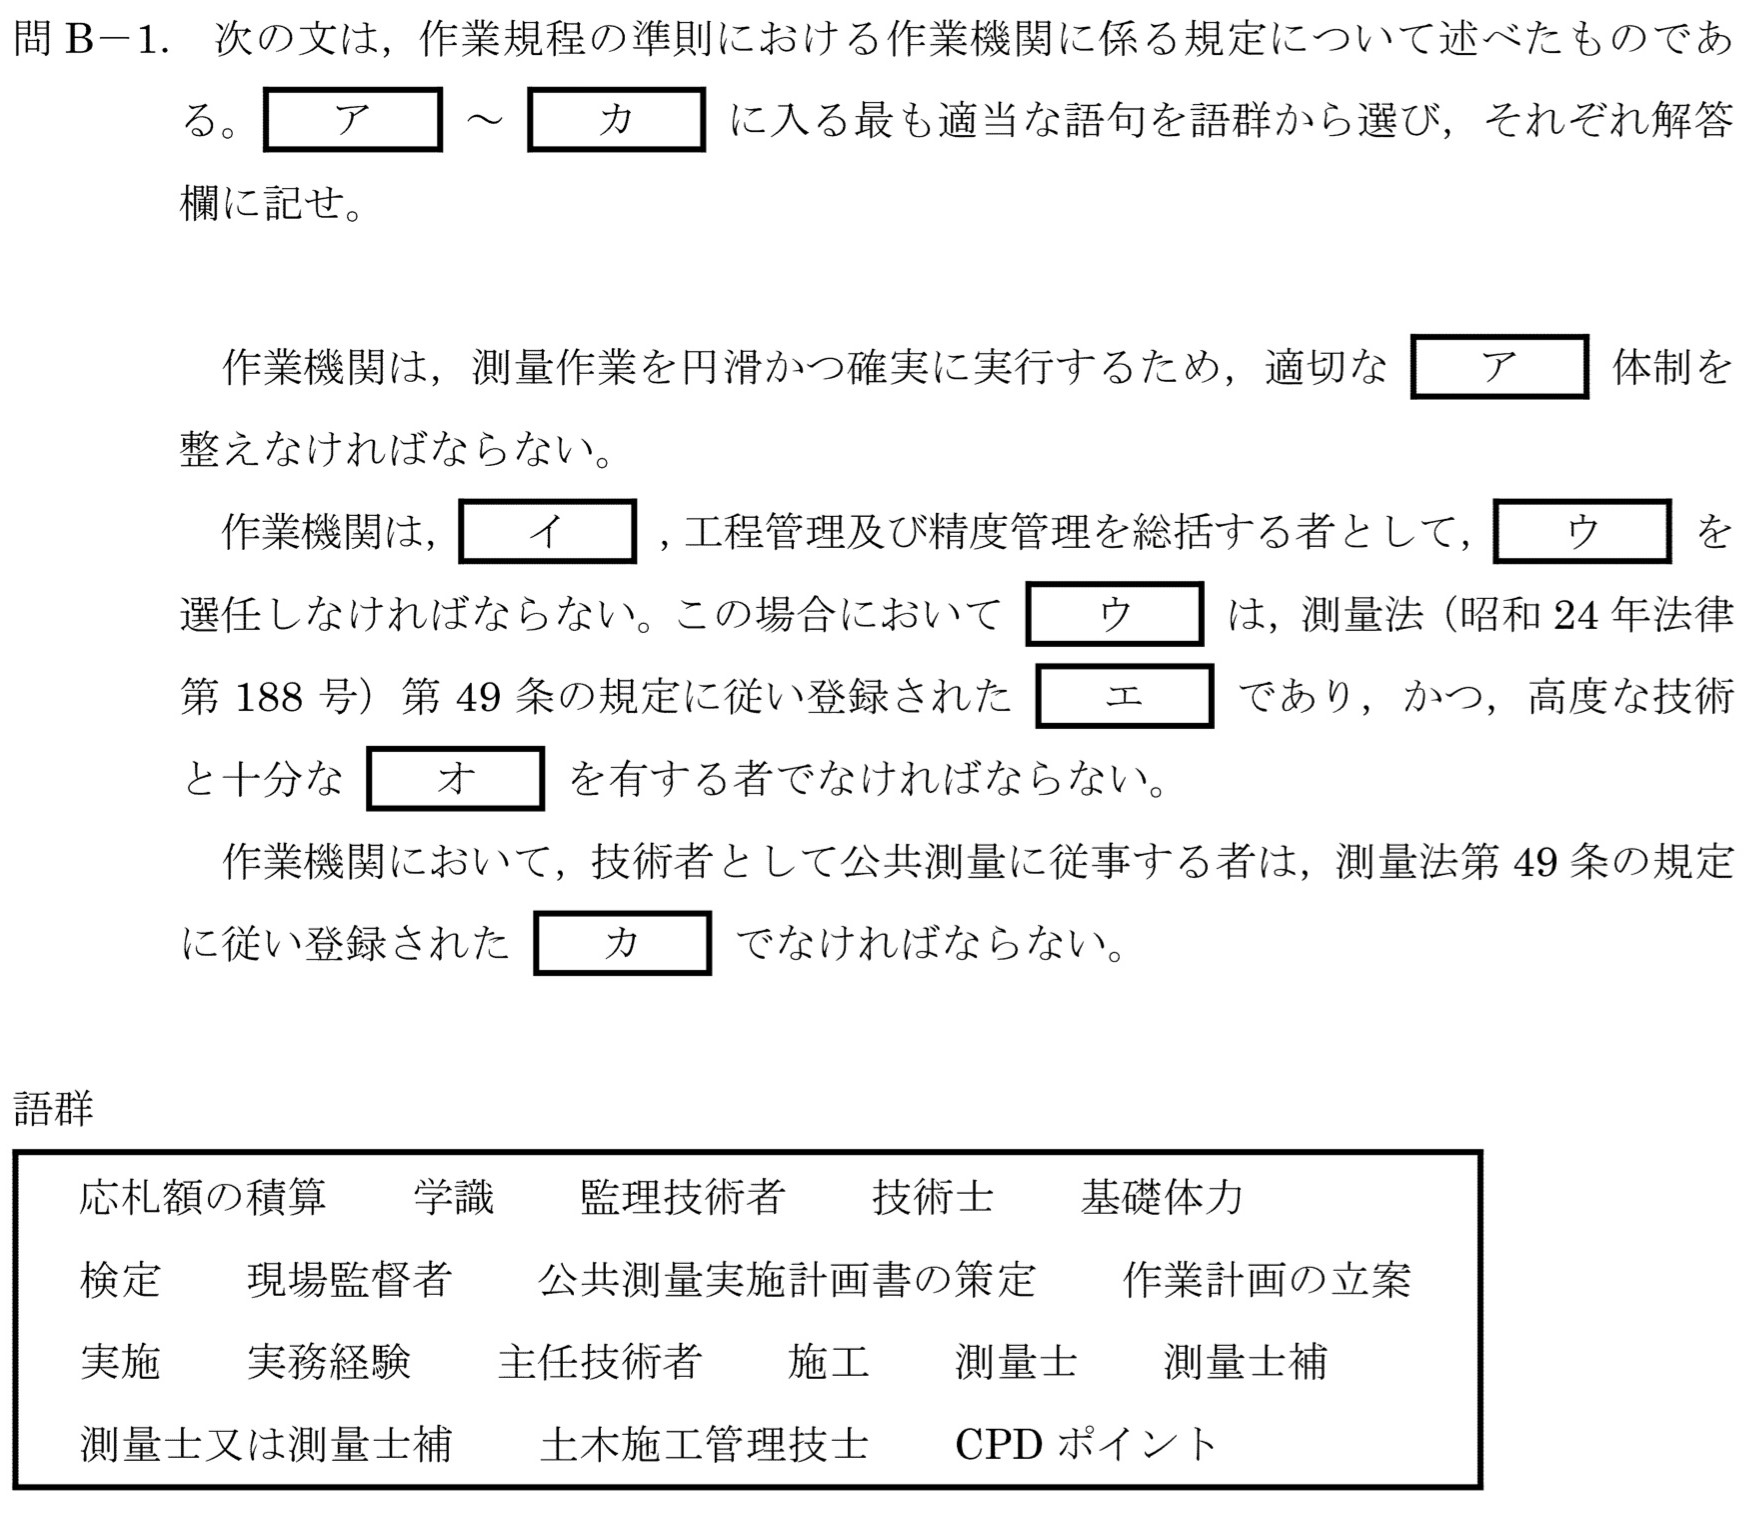 問 B－1. 次の文は，作業規程の準則における作業機関に係る規定について述べたものであ
る。 ア ～ カ に入る最も適当な語句を語群から選び，それぞれ解答
欄に記せ。
作業機関は，測量作業を円滑かつ確実に実行するため，適切な ア 体制を
整えなければならない。
作業機関は， イ ，工程管理及び精度管理を総括する者として， ウ を
選任しなければならない。この場合において ウ は，測量法（昭和 24 年法律
第 188 号）第 49 条の規定に従い登録された エ であり，かつ，高度な技術
と十分な オ を有する者でなければならない。
作業機関において，技術者として公共測量に従事する者は，測量法第 49 条の規定
に従い登録された カ でなければならない。
語群
応札額の積算 学識 監理技術者 技術士 基礎体力
検定 現場監督者 公共測量実施計画書の策定 作業計画の立案
実施 実務経験 主任技術者 施工 測量士 測量士補
測量士又は測量士補 土木施工管理技士 CPD ポイント